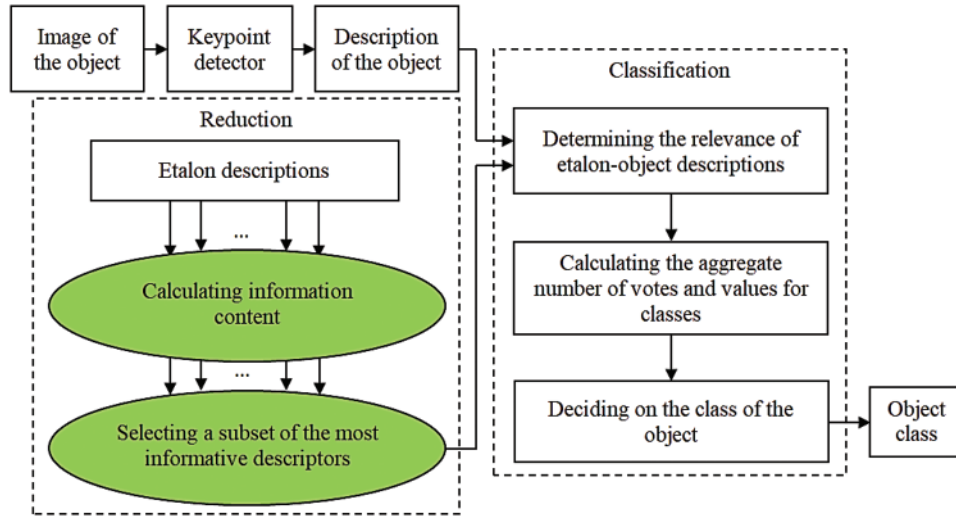 Image of
the object
Keypoint
detector
Description
of the object
Reduction
Etalon descriptions
...
Calculating information
content
...
Selecting a subset of the most
informative descriptors
Classification
Determining the relevance of
etalon-object descriptions
Calculating the aggregate
number of votes and values for
classes
Deciding on the class of the
object
Object
class